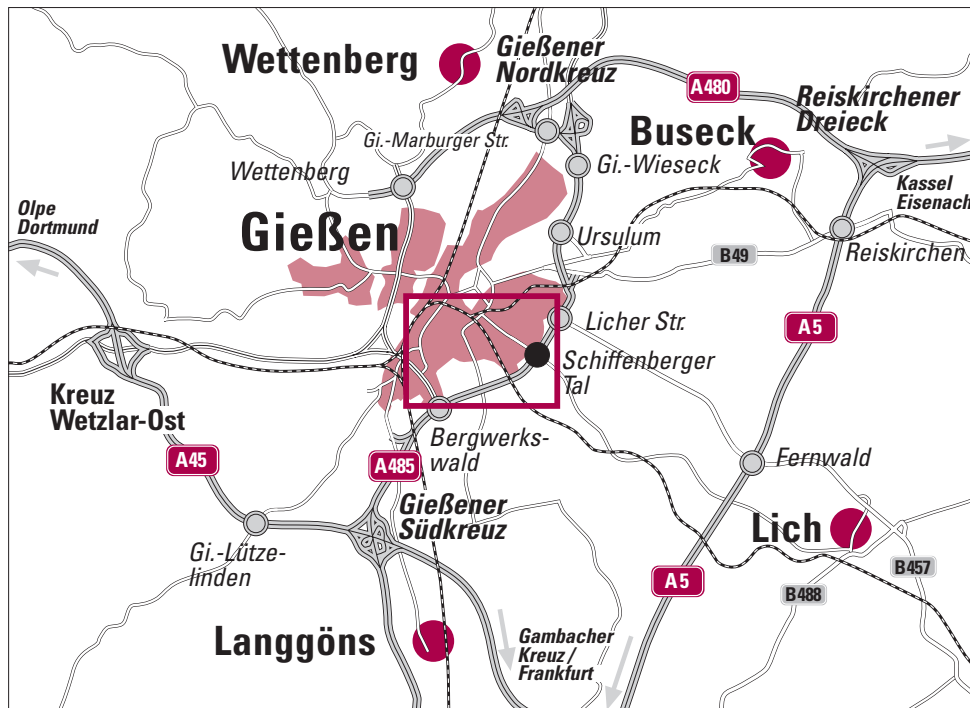 Wettenberg
Gießener
Nordkreuz
A480
Reiskirchener
Dreieck
Buseck
Gi.-Marburger Str.
Wettenberg
Gi.-Wieseck
Kassel
Eisenach
Olpe
Dortmund
Gießen
Ursulum
B49
Reiskirchen
Licher Str.
A5
Schiffenberger
Tal
Kreuz
Wetzlar-Ost
Bergwerks-
wald
A45
A485
Fernwald
Gießener
Südkreuz
Lich
Gi.-Lütze-
linden
A5
B457
B488
Langgöns
Gambacher
Kreuz /
Frankfurt